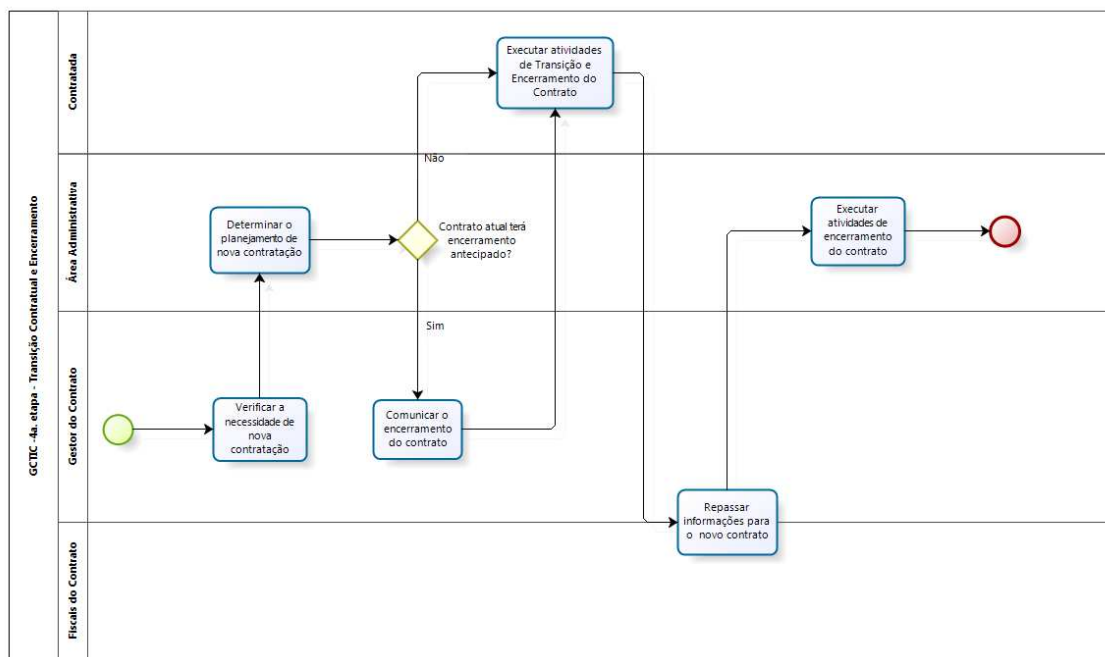 GCTIC -4a. etapa - Transição Contratual e Encerramento
Contratada
Executar atividades
de Transição e
Encerramento do
Contrato
Não
Área Administrativa
Determinar o
planejamento de
nova contratação
Contrato atual terá
encerramento
antecipado?
Executar
atividades de
encerramento
do contrato
Sim
Gestor do Contrato
Verificar a
necessidade de
nova
contratação
Comunicar o
encerramento
do contrato
Repassar
informações para
o novo contrato
Fiscais do Contrato